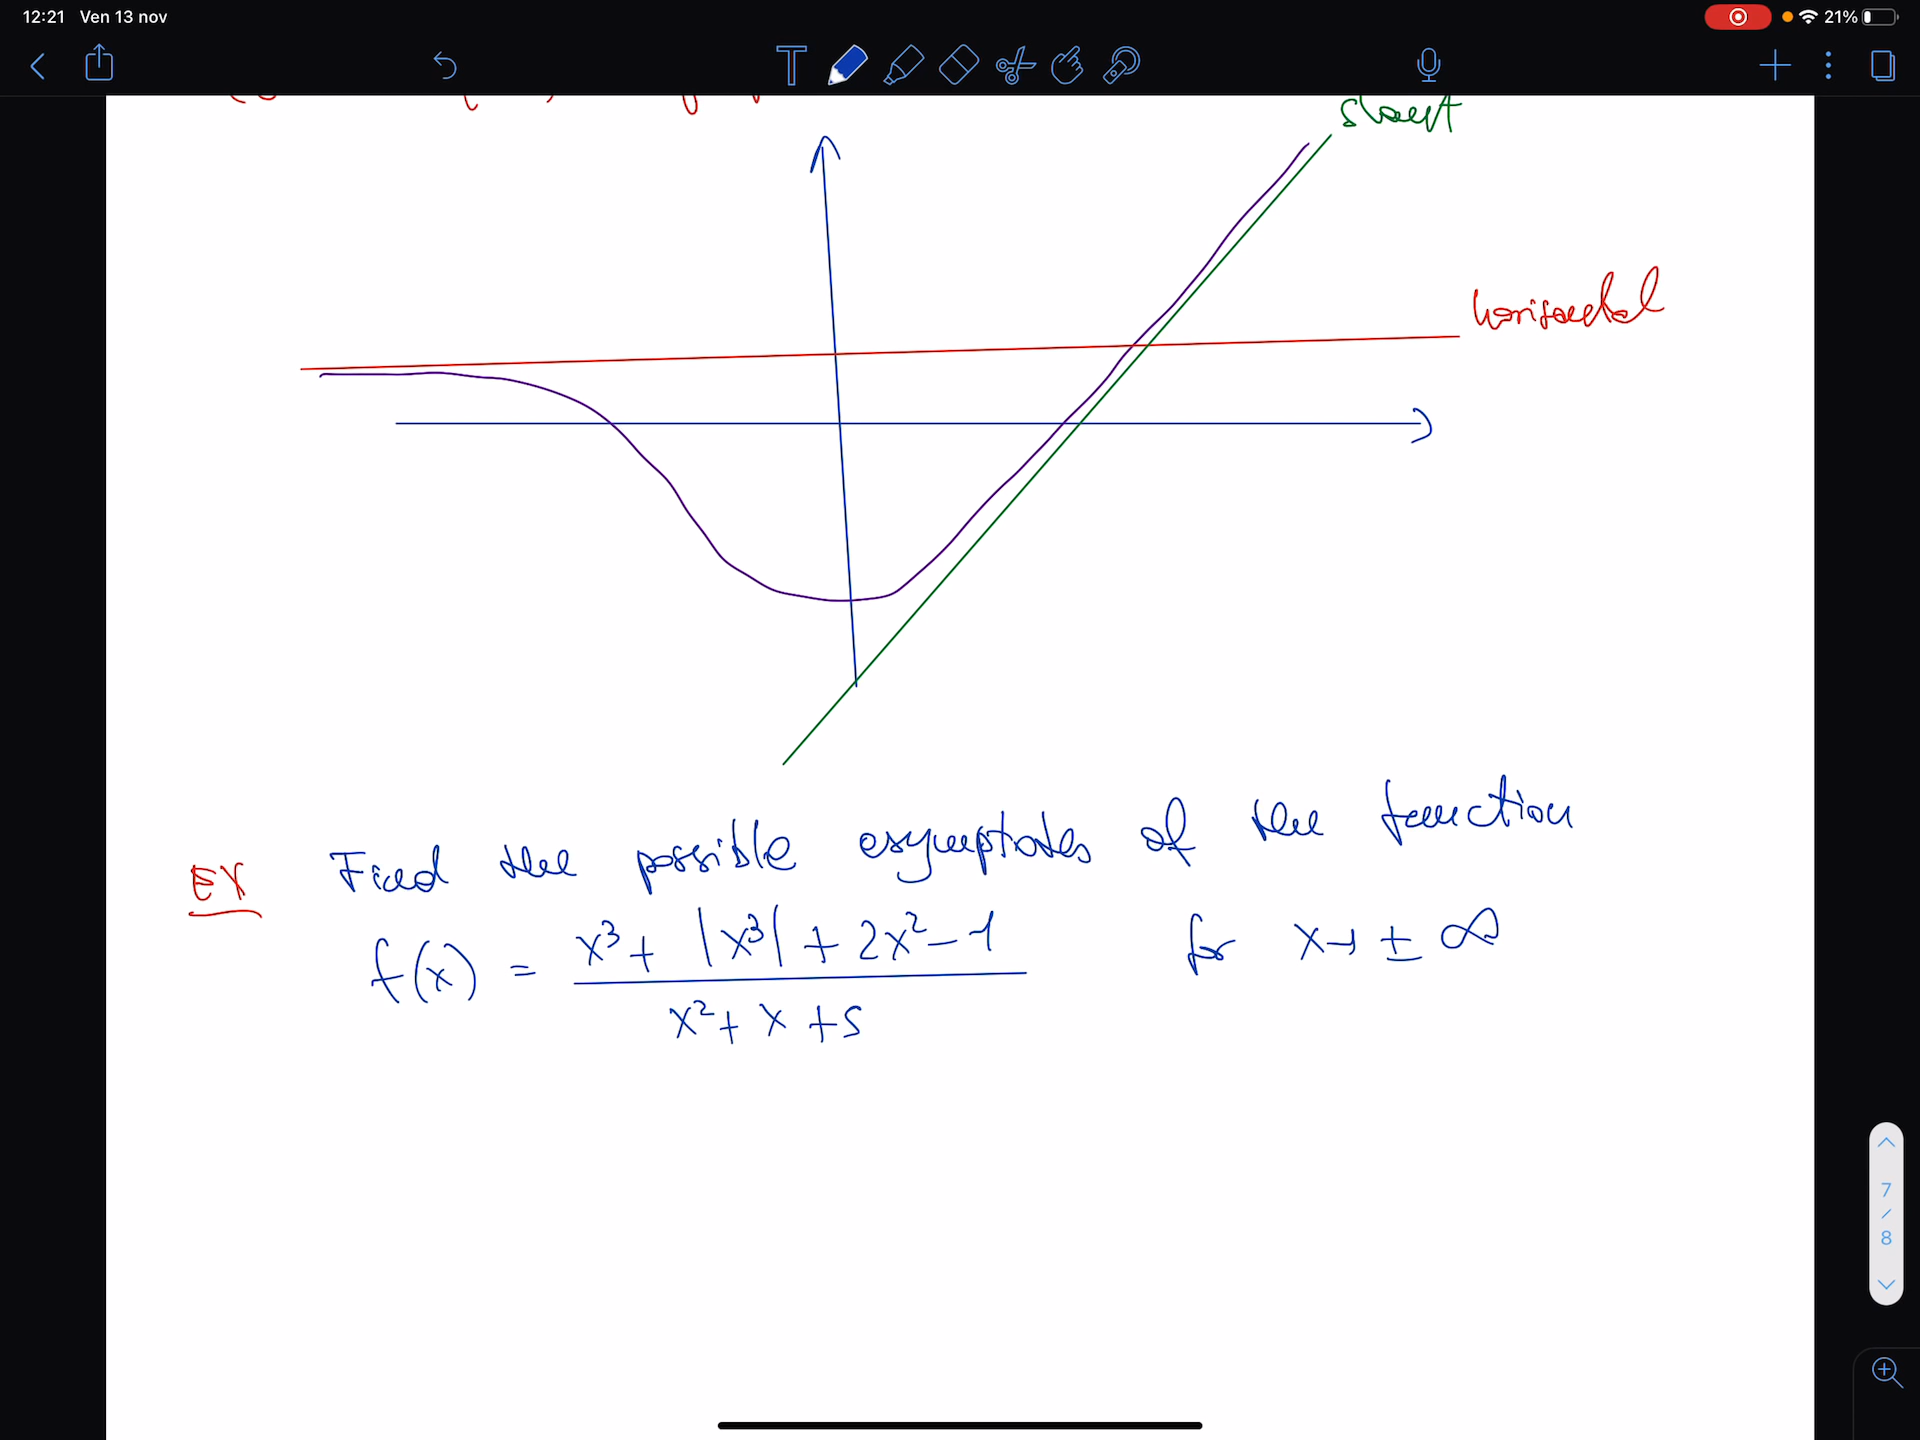 12:21 Ven 13 nov 21%
slant
horizontal
EX Find the possible asymptotes of the function
f(x) = (x³ + |x³| + 2x² - 1) / (x² + x + 5) for x → ± ∞
7
/
8